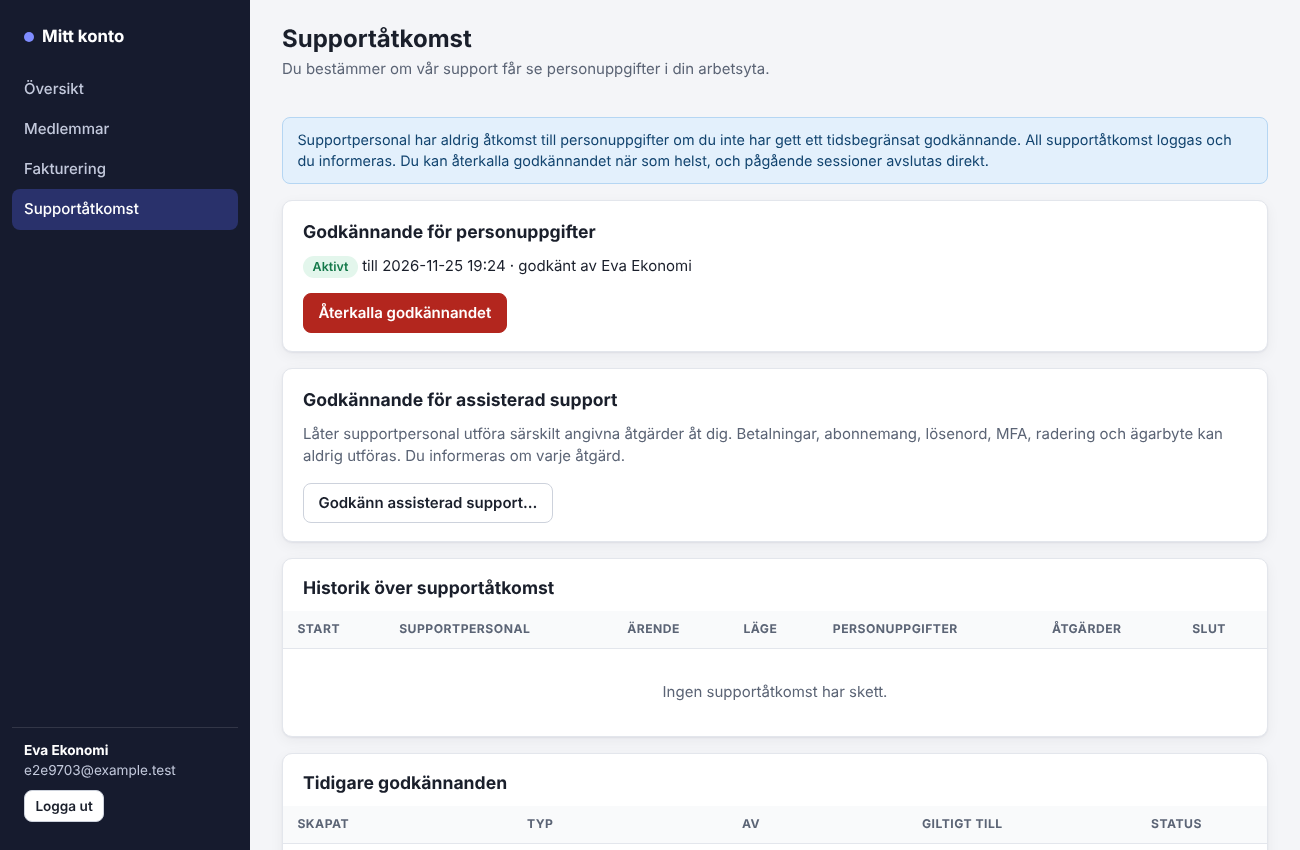 Mitt konto
Översikt
Medlemmar
Fakturering
Supportåtkomst
Eva Ekonomi
e2e9703@example.test
Logga ut
Supportåtkomst
Du bestämmer om vår support får se personuppgifter i din arbetsyta.
Supportpersonal har aldrig åtkomst till personuppgifter om du inte har gett ett tidsbegränsat godkännande. All supportåtkomst loggas och
du informeras. Du kan återkalla godkännandet när som helst, och pågående sessioner avslutas direkt.
Godkännande för personuppgifter
Aktivt till 2026-11-25 19:24 · godkänt av Eva Ekonomi
Återkalla godkännandet
Godkännande för assisterad support
Låter supportpersonal utföra särskilt angivna åtgärder åt dig. Betalningar, abonnemang, lösenord, MFA, radering och ägarbyte kan
aldrig utföras. Du informeras om varje åtgärd.
Godkänn assisterad support...
Historik över supportåtkomst
START SUPPORTPERSONAL ÄRENDE LÄGE PERSONUPPGIFTER ÅTGÄRDER SLUT
Ingen supportåtkomst har skett.
Tidigare godkännanden
SKAPAT TYP AV GILTIGT TILL STATUS